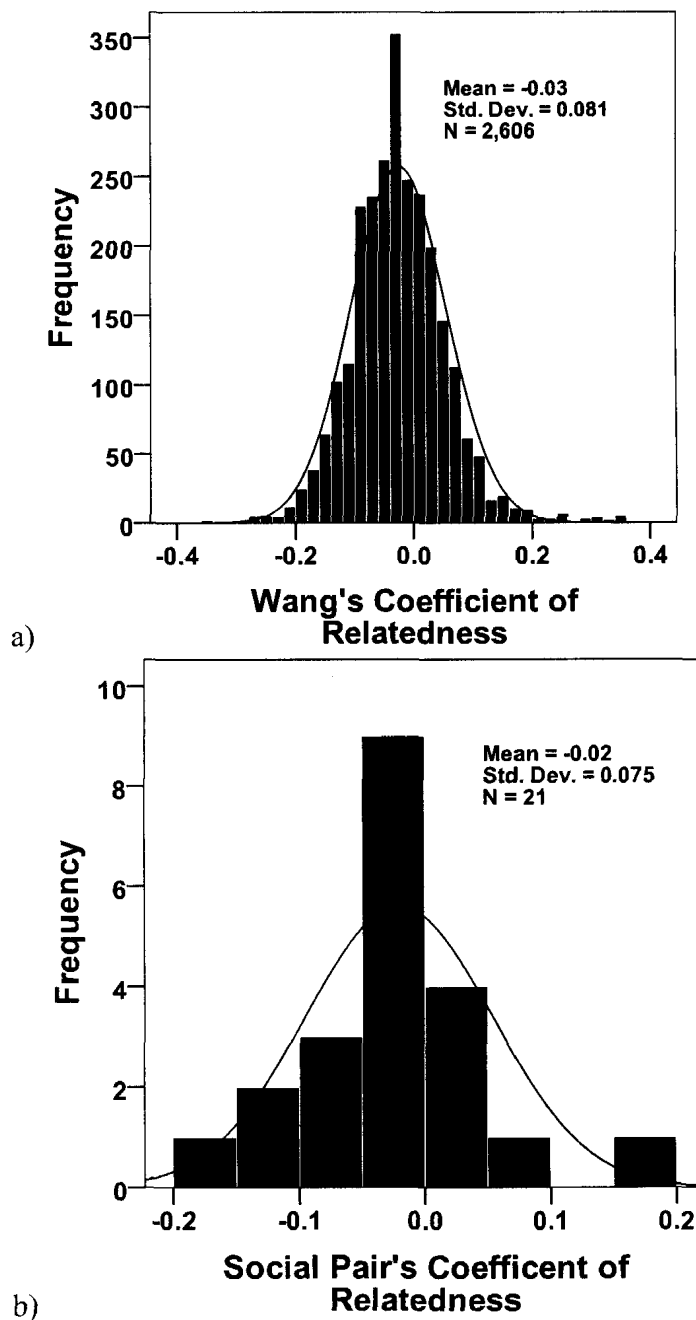 350
300
250
200
150
100
50
0
Frequency
Mean = -0.03
Std. Dev. = 0.081
N = 2,606
-0.4 -0.2 0.0 0.2 0.4
Wang's Coefficient of
Relatedness
a)
10
8
6
4
2
0
Frequency
Mean = -0.02
Std. Dev. = 0.075
N = 21
-0.2 -0.1 0.0 0.1 0.2
Social Pair's Coefficent of
Relatedness
b)